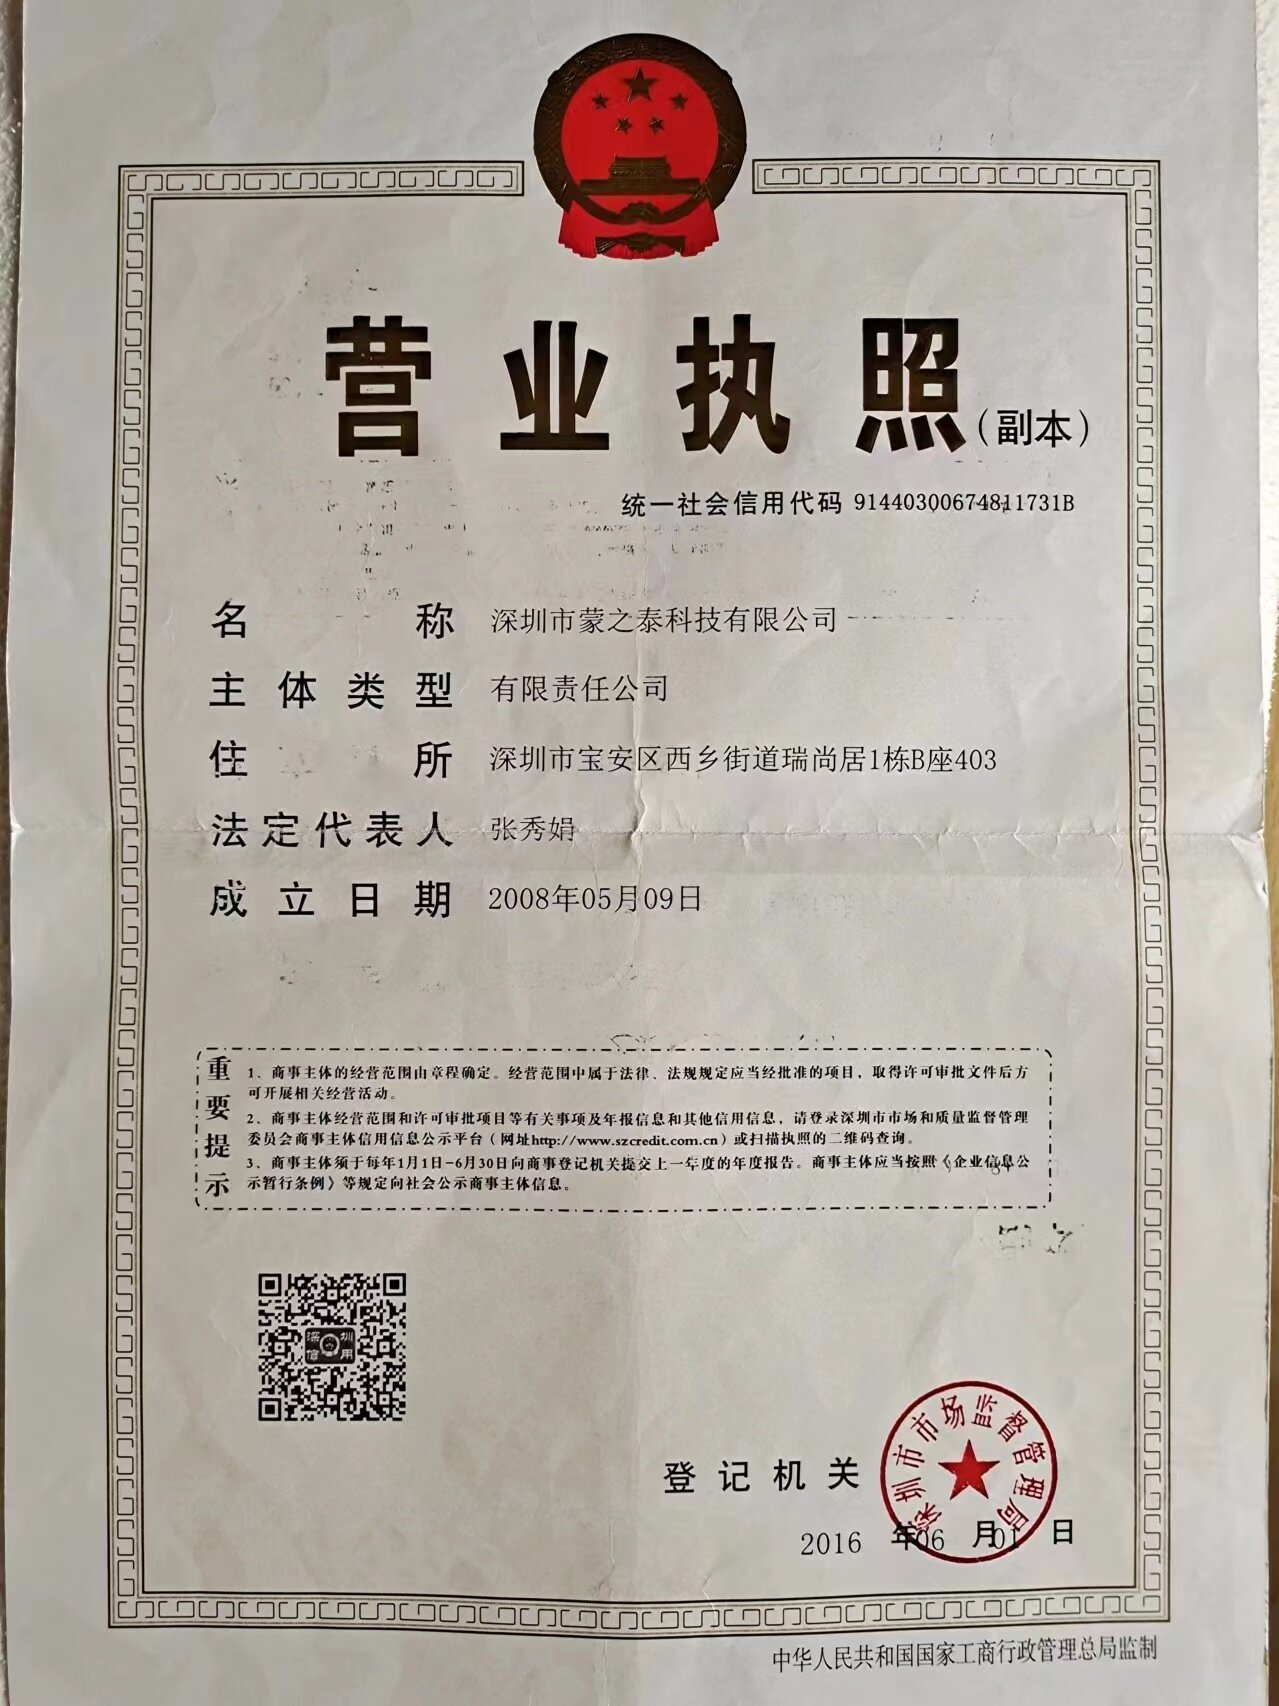 营业执照(副本)
统一社会信用代码 91440300674811731B
名称 深圳市蒙之泰科技有限公司
主体类型 有限责任公司
住所 深圳市宝安区西乡街道瑞尚居1栋B座403
法定代表人 张秀娟
成立日期 2008年05月09日
重要提示
1、商事主体的经营范围由章程确定。经营范围中属于法律、法规规定应当经批准的项目，取得许可审批文件后方
可开展相关经营活动。
2、商事主体经营范围和许可审批项目等有关事项及年报信息和其他信用信息，请登录深圳市市场和质量监督管理
委员会商事主体信用信息公示平台（网址http://www.szcredit.com.cn）或扫描执照的二维码查询。
3、商事主体须于每年1月1日-6月30日向商事登记机关提交上一年度的年度报告。商事主体应当按照《企业信息公
示暂行条例》等规定向社会公示商事主体信息。
深圳
信用
登记机关
深圳市市场监督管理局
2016 年06 月01 日
中华人民共和国国家工商行政管理总局监制